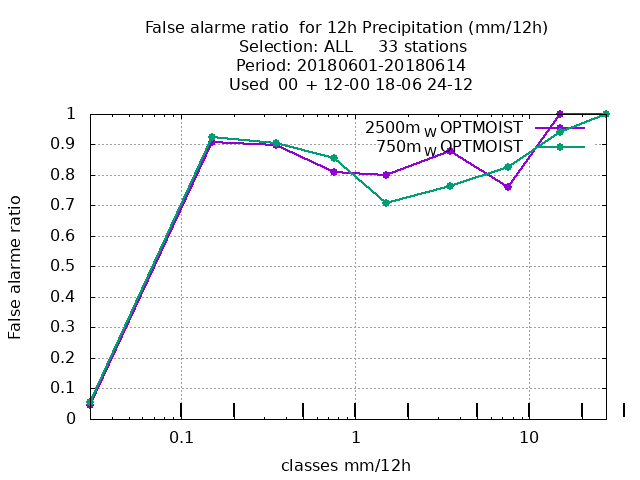 False alarme ratio  for 12h Precipitation (mm/12h)
Selection: ALL     33 stations
Period: 20180601-20180614
Used  00 + 12-00 18-06 24-12
2500m W OPTMOIST
750m W OPTMOIST
False alarme ratio
1
0.9
0.8
0.7
0.6
0.5
0.4
0.3
0.2
0.1
0
0.1 1 10
classes mm/12h